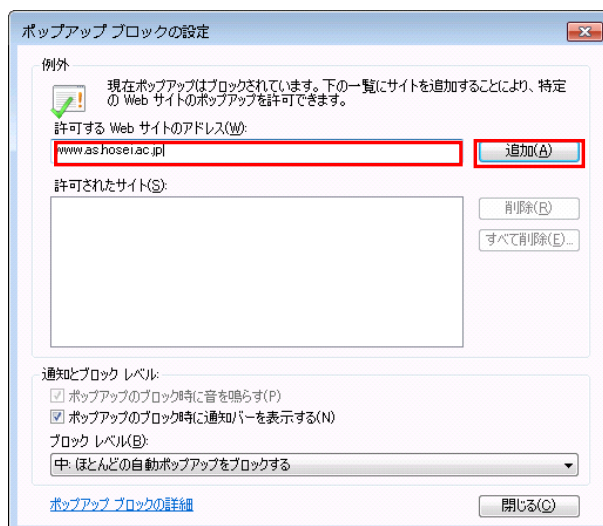 ポップアップ ブロックの設定
例外
現在ポップアップはブロックされています。下の一覧にサイトを追加することにより、特定
の Web サイトのポップアップを許可できます。
許可する Web サイトのアドレス(W):
www.as.hosei.ac.jp
追加(A)
許可されたサイト(S):
削除(R)
すべて削除(E)...
通知とブロック レベル:
ポップアップのブロック時に音を鳴らす(P)
ポップアップのブロック時に通知バーを表示する(N)
ブロック レベル(B):
中: ほとんどの自動ポップアップをブロックする
ポップアップ ブロックの詳細
閉じる(C)